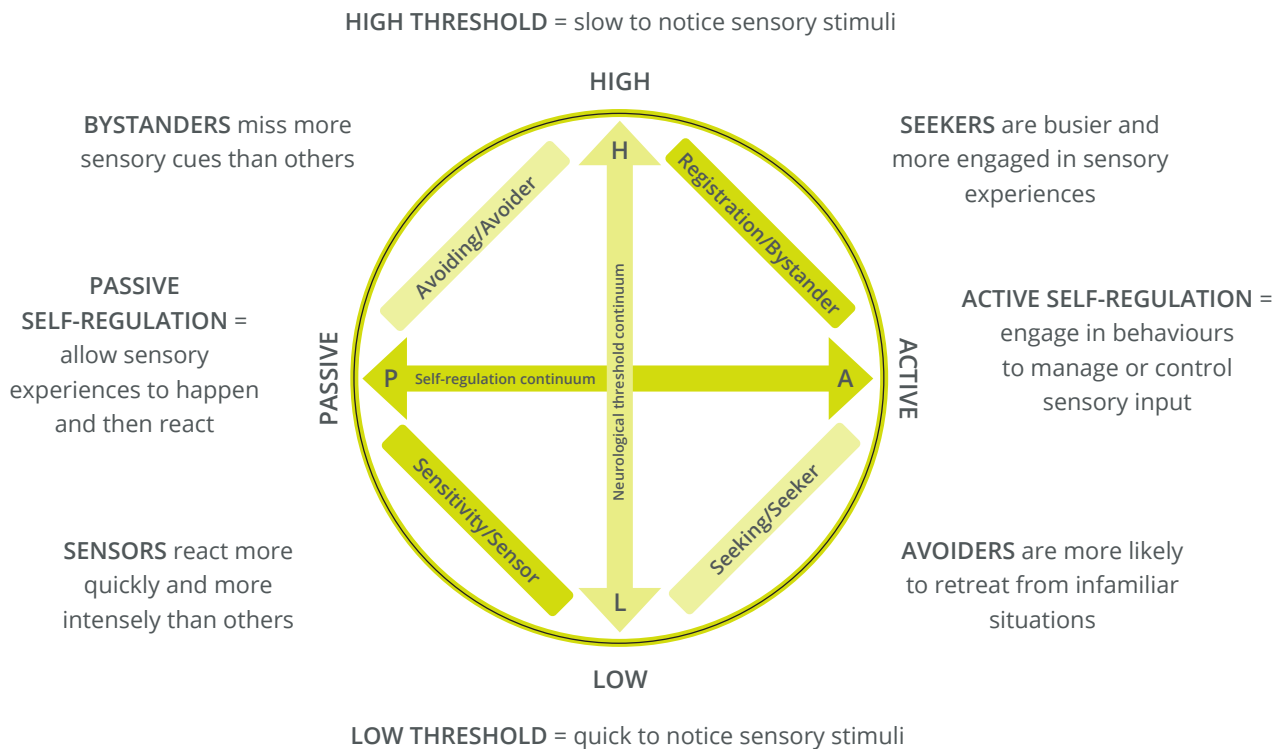 HIGH THRESHOLD = slow to notice sensory stimuli
HIGH
BYSTANDERS miss more
sensory cues than others
SEEKERS are busier and
more engaged in sensory
experiences
H
Avoiding/Avoider
Registration/Bystander
PASSIVE
SELF-REGULATION =
allow sensory
experiences to happen
and then react
ACTIVE SELF-REGULATION =
engage in behaviours
to manage or control
sensory input
PASSIVE
P
Self-regulation continuum
Neurological threshold continuum
A
ACTIVE
Sensitivity/Sensor
Seeking/Seeker
L
SENSORS react more
quickly and more
intensely than others
AVOIDERS are more likely
to retreat from infamiliar
situations
LOW
LOW THRESHOLD = quick to notice sensory stimuli